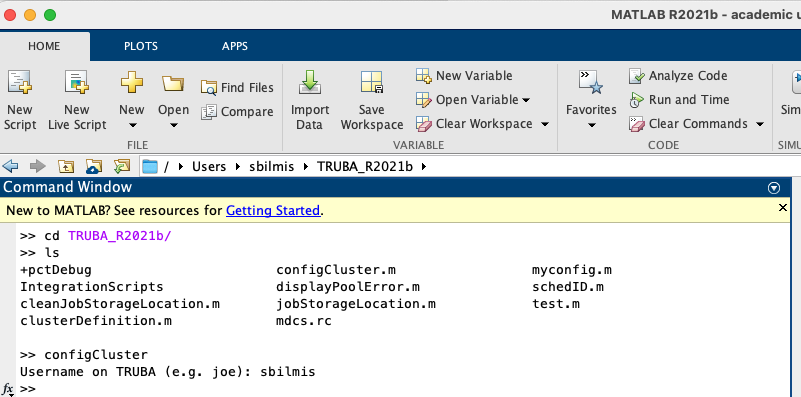 MATLAB R2021b - academic u
HOME PLOTS APPS
New Script
New Live Script
New
Open
Find Files
Compare
Import Data
Save Workspace
New Variable
Open Variable
Clear Workspace
Favorites
Analyze Code
Run and Time
Clear Commands
Sim
FILE VARIABLE CODE SIMU
/ Users sbilmis TRUBA_R2021b
Command Window
New to MATLAB? See resources for Getting Started.
>> cd TRUBA_R2021b/
>> ls
+pctDebug configCluster.m myconfig.m
IntegrationScripts displayPoolError.m schedID.m
cleanJobStorageLocation.m jobStorageLocation.m test.m
clusterDefinition.m mdcs.rc
>> configCluster
Username on TRUBA (e.g. joe): sbilmis
fx >>